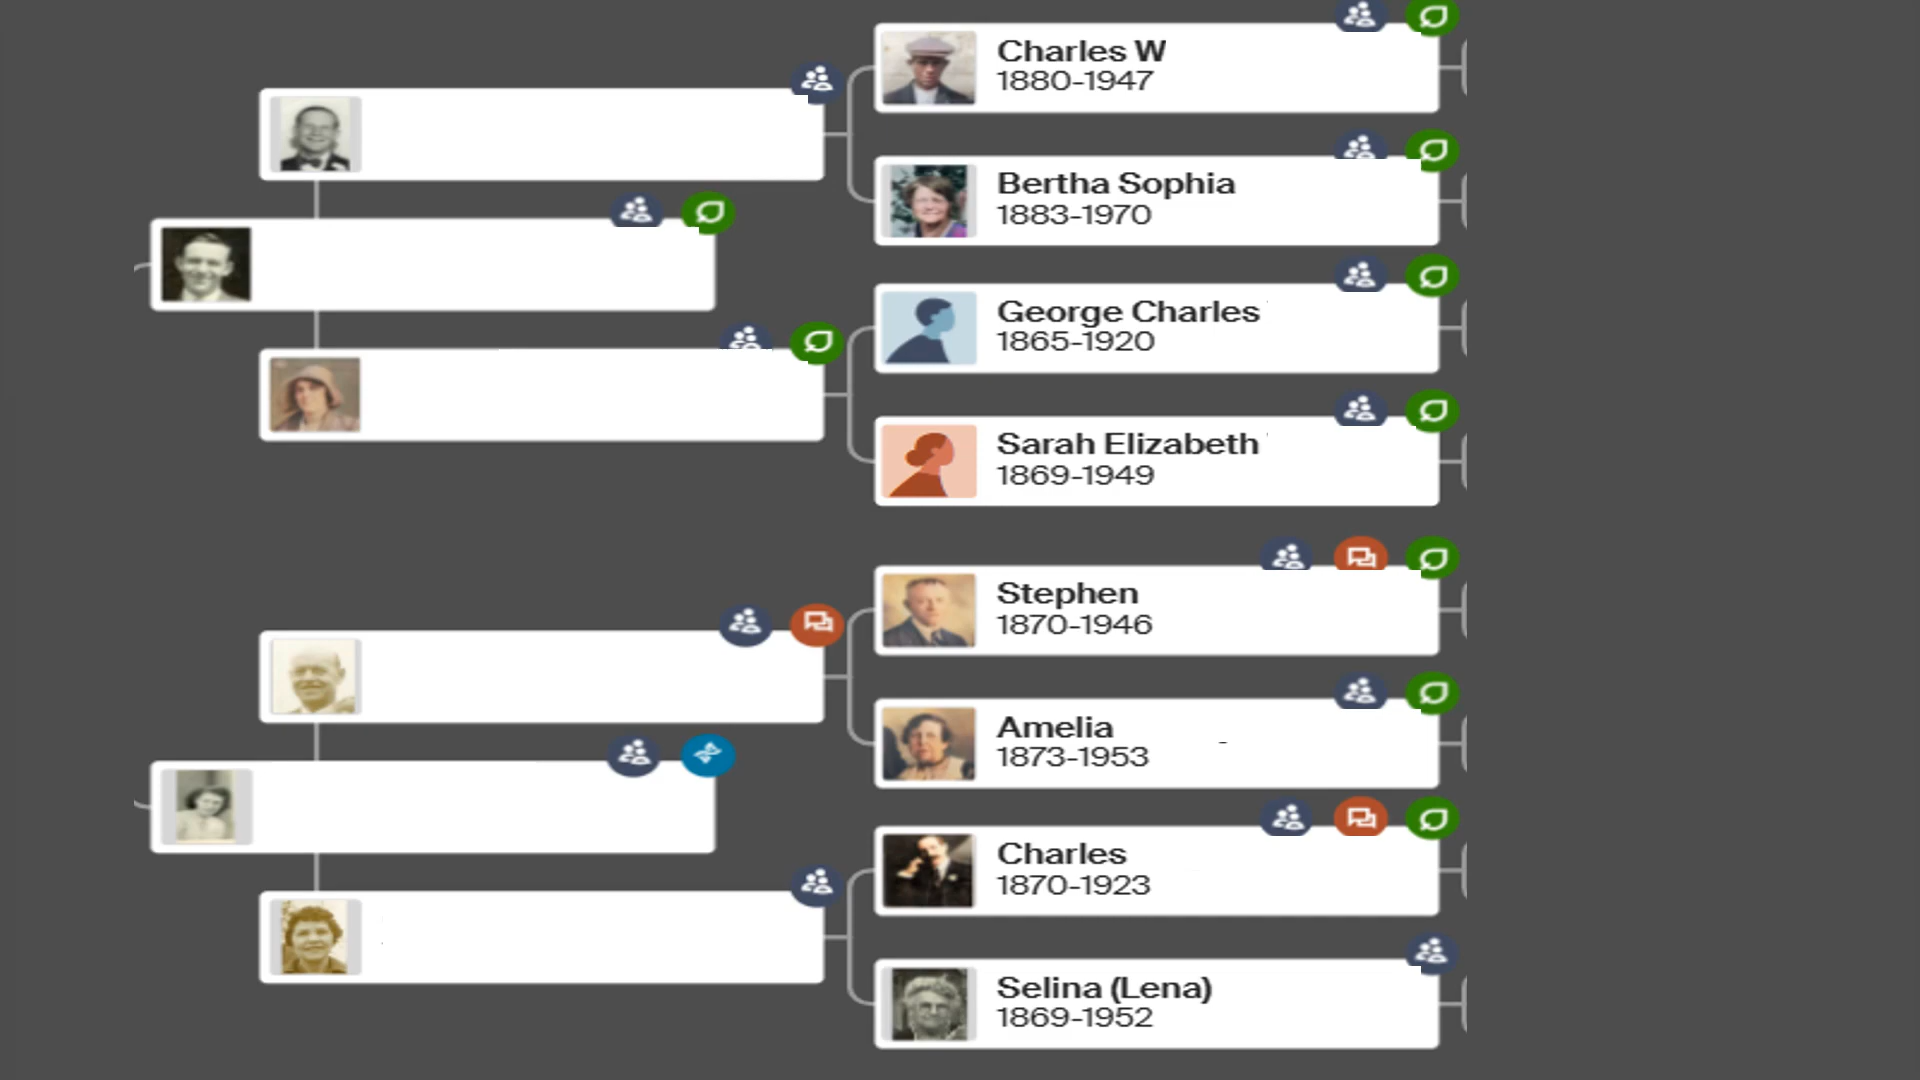 Charles W
1880-1947
Bertha Sophia
1883-1970
George Charles
1865-1920
Sarah Elizabeth
1869-1949
Stephen
1870-1946
Amelia
1873-1953
Charles
1870-1923
Selina (Lena)
1869-1952